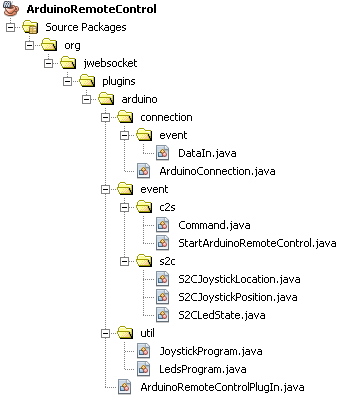 ArduinoRemoteControl
Source Packages
org
jwebsocket
plugins
arduino
connection
event
DataIn.java
ArduinoConnection.java
event
c2s
Command.java
StartArduinoRemoteControl.java
s2c
S2CJoystickLocation.java
S2CJoystickPosition.java
S2CLedState.java
util
JoystickProgram.java
LedsProgram.java
ArduinoRemoteControlPlugIn.java